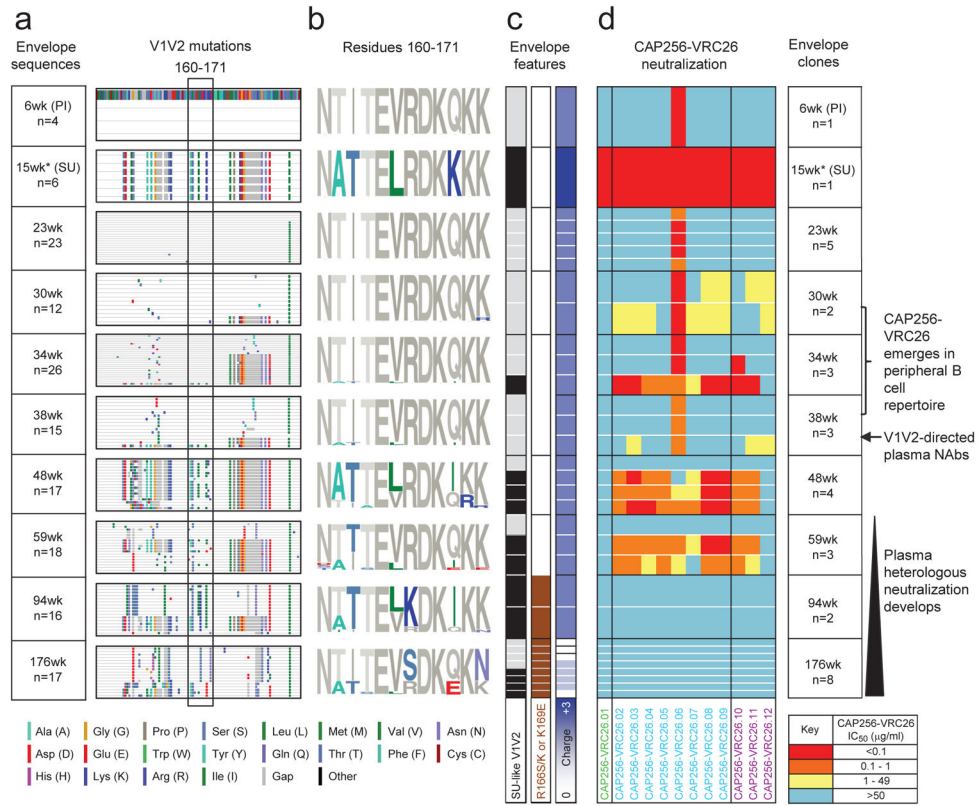 a
b
c
d
Envelope
sequences
V1V2 mutations
160-171
Residues 160-171
Envelope
features
CAP256-VRC26
neutralization
Envelope
clones
6wk (PI)
n=4
NTITEVRDKQKK
6wk (PI)
n=1
15wk* (SU)
n=6
NATTELRDKKKK
15wk* (SU)
n=1
23wk
n=23
NTITEVRDKQKK
23wk
n=5
30wk
n=12
NTITEVRDKQKK
30wk
n=2
34wk
n=26
NTITEVRDKQKK
34wk
n=3
38wk
n=15
NTITEVRDKQKK
38wk
n=3
48wk
n=17
48wk
n=4
59wk
n=18
59wk
n=3
94wk
n=16
94wk
n=2
176wk
n=17
176wk
n=8
CAP256-
VRC26
emerges in
peripheral B
cell
repertoire
V1V2-directed
plasma NAbs
Plasma
heterologous
neutralization
develops
SU-like V1V2
R166S/K or K169E
0 Charge +3
CAP256-VRC26.01
CAP256-VRC26.02
CAP256-VRC26.03
CAP256-VRC26.04
CAP256-VRC26.05
CAP256-VRC26.06
CAP256-VRC26.07
CAP256-VRC26.08
CAP256-VRC26.09
CAP256-VRC26.10
CAP256-VRC26.11
CAP256-VRC26.12
Ala (A) Gly (G) Pro (P) Ser (S) Leu (L) Met (M) Val (V) Asn (N)
Asp (D) Glu (E) Trp (W) Tyr (Y) Gln (Q) Thr (T) Phe (F) Cys (C)
His (H) Lys (K) Arg (R) Ile (I) Gap Other
Key CAP256-VRC26
IC50 (µg/ml)
<0.1
0.1 - 1
1 - 49
>50